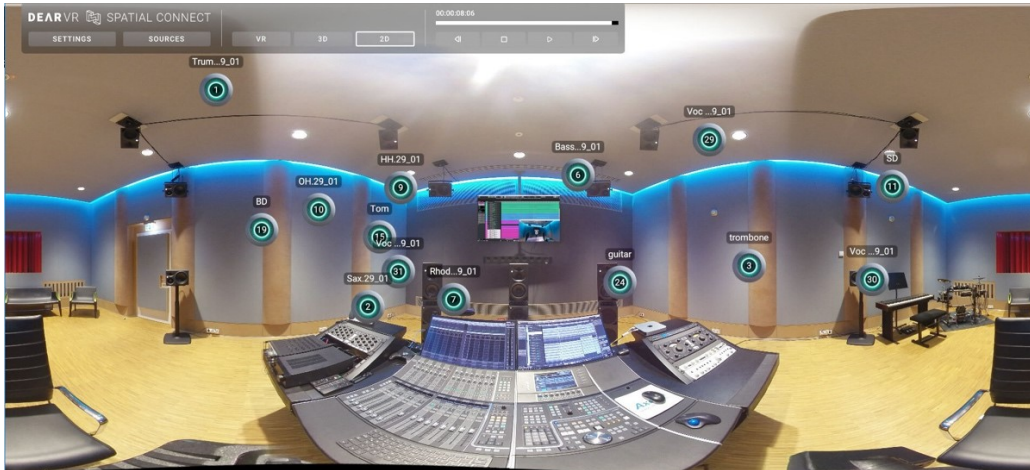 DEARVR SPATIAL CONNECT
00:00:08:06
SETTINGS SOURCES VR 3D 2D
Trum...9_01
1
Voc ...9_01
29
HH.29_01
9
Bass...9_01
6
SD
11
OH.29_01
10
BD
19
Tom
15
Voc ...9_01
31
trombone
3
guitar
24
Voc ...9_01
30
Sax.29_01
2
Rhod...9_01
7